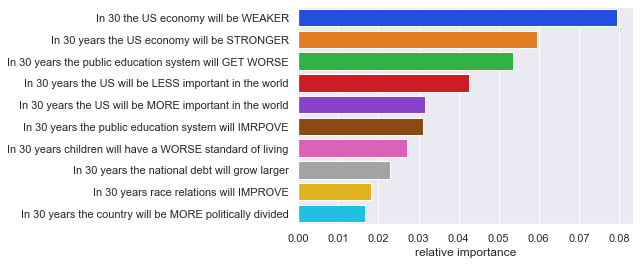 In 30 the US economy will be WEAKER
In 30 years the US economy will be STRONGER
In 30 years the public education system will GET WORSE
In 30 years the US will be LESS important in the world
In 30 years the US will be MORE important in the world
In 30 years the public education system will IMRPOVE
In 30 years children will have a WORSE standard of living
In 30 years the national debt will grow larger
In 30 years race relations will IMPROVE
In 30 years the country will be MORE politically divided
0.00 0.01 0.02 0.03 0.04 0.05 0.06 0.07 0.08
relative importance